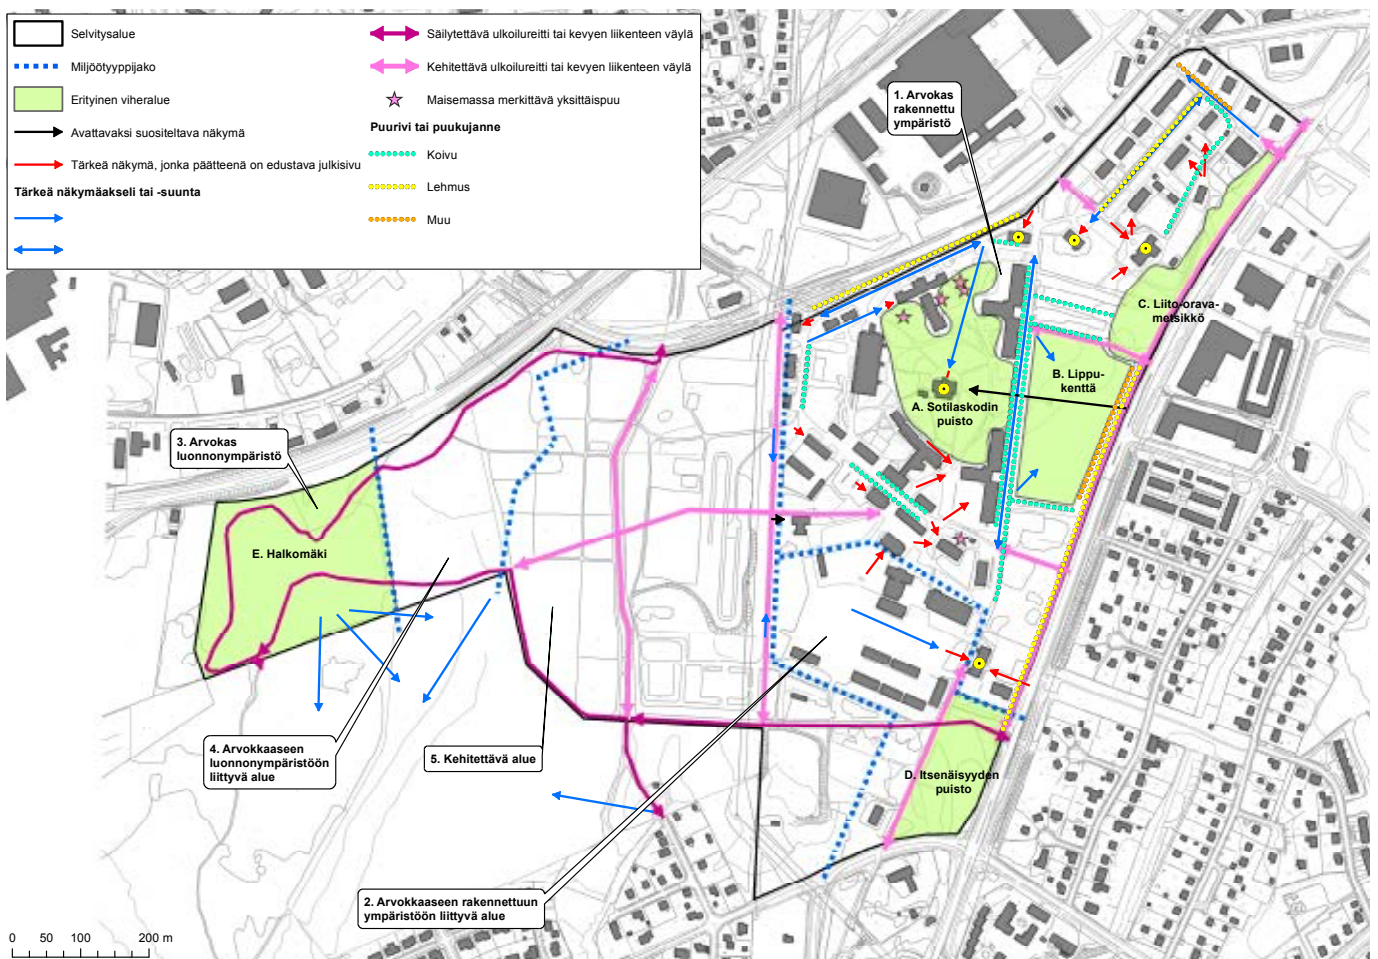 Selvitysalue
Miljöötyyppijako
Erityinen viheralue
Avattavaksi suositeltava näkymä
Tärkeä näkymä, jonka päätteenä on edustava julkisivu
Tärkeä näkymäakseli tai -suunta
Säilytettävä ulkoilureitti tai kevyen liikenteen väylä
Kehitettävä ulkoilureitti tai kevyen liikenteen väylä
Maisemassa merkittävä yksittäispuu
Puurivi tai puukujanne
Koivu
Lehmus
Muu
1. Arvokas
rakennettu
ympäristö
C. Liito-orava-
metsikkö
B. Lippu-
kenttä
A. Sotilaskodin
puisto
3. Arvokas
luonnonympäristö
E. Halkomäki
4. Arvokkaaseen
luonnonympäristöön
liittyvä alue
5. Kehitettävä alue
D. Itsenäisyyden
puisto
2. Arvokkaaseen rakennettuun
ympäristöön liittyvä alue
0 50 100 200 m